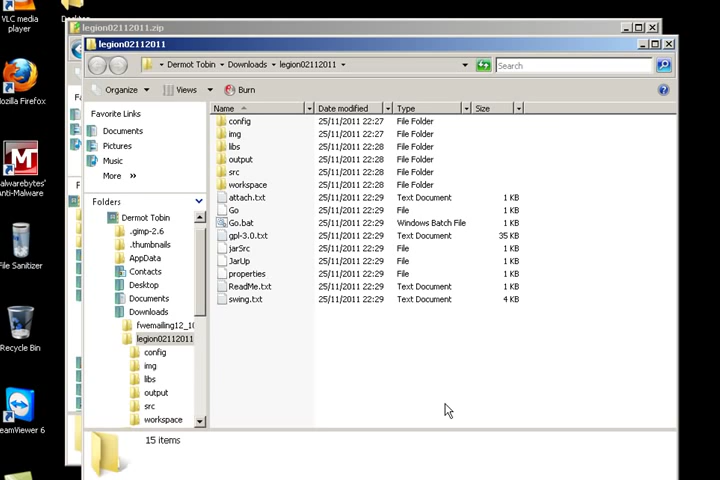 VLC media
player
Desktop
legion02112011.zip
legion02112011
Dermot Tobin
Downloads
legion02112011
Search
Organize
Views
Burn
Favorite Links
Documents
Pictures
Music
More »
Folders
Dermot Tobin
.gimp-2.6
.thumbnails
AppData
Contacts
Desktop
Documents
Downloads
fwemailing12_10
legion02112011
config
img
libs
output
src
workspace
Name Date modified Type Size
config 25/11/2011 22:27 File Folder
img 25/11/2011 22:27 File Folder
libs 25/11/2011 22:28 File Folder
output 25/11/2011 22:28 File Folder
src 25/11/2011 22:28 File Folder
workspace 25/11/2011 22:28 File Folder
attach.txt 25/11/2011 22:29 Text Document 1 KB
Go 25/11/2011 22:29 File 1 KB
Go.bat 25/11/2011 22:29 Windows Batch File 1 KB
gpl-3.0.txt 25/11/2011 22:29 Text Document 35 KB
jarSrc 25/11/2011 22:29 File 1 KB
JarUp 25/11/2011 22:29 File 1 KB
properties 25/11/2011 22:29 File 1 KB
ReadMe.txt 25/11/2011 22:29 Text Document 1 KB
swing.txt 25/11/2011 22:29 Text Document 4 KB
15 items
ozilla Firefox
alwarebytes'
Anti-Malware
File Sanitizer
Recycle Bin
eamViewer 6